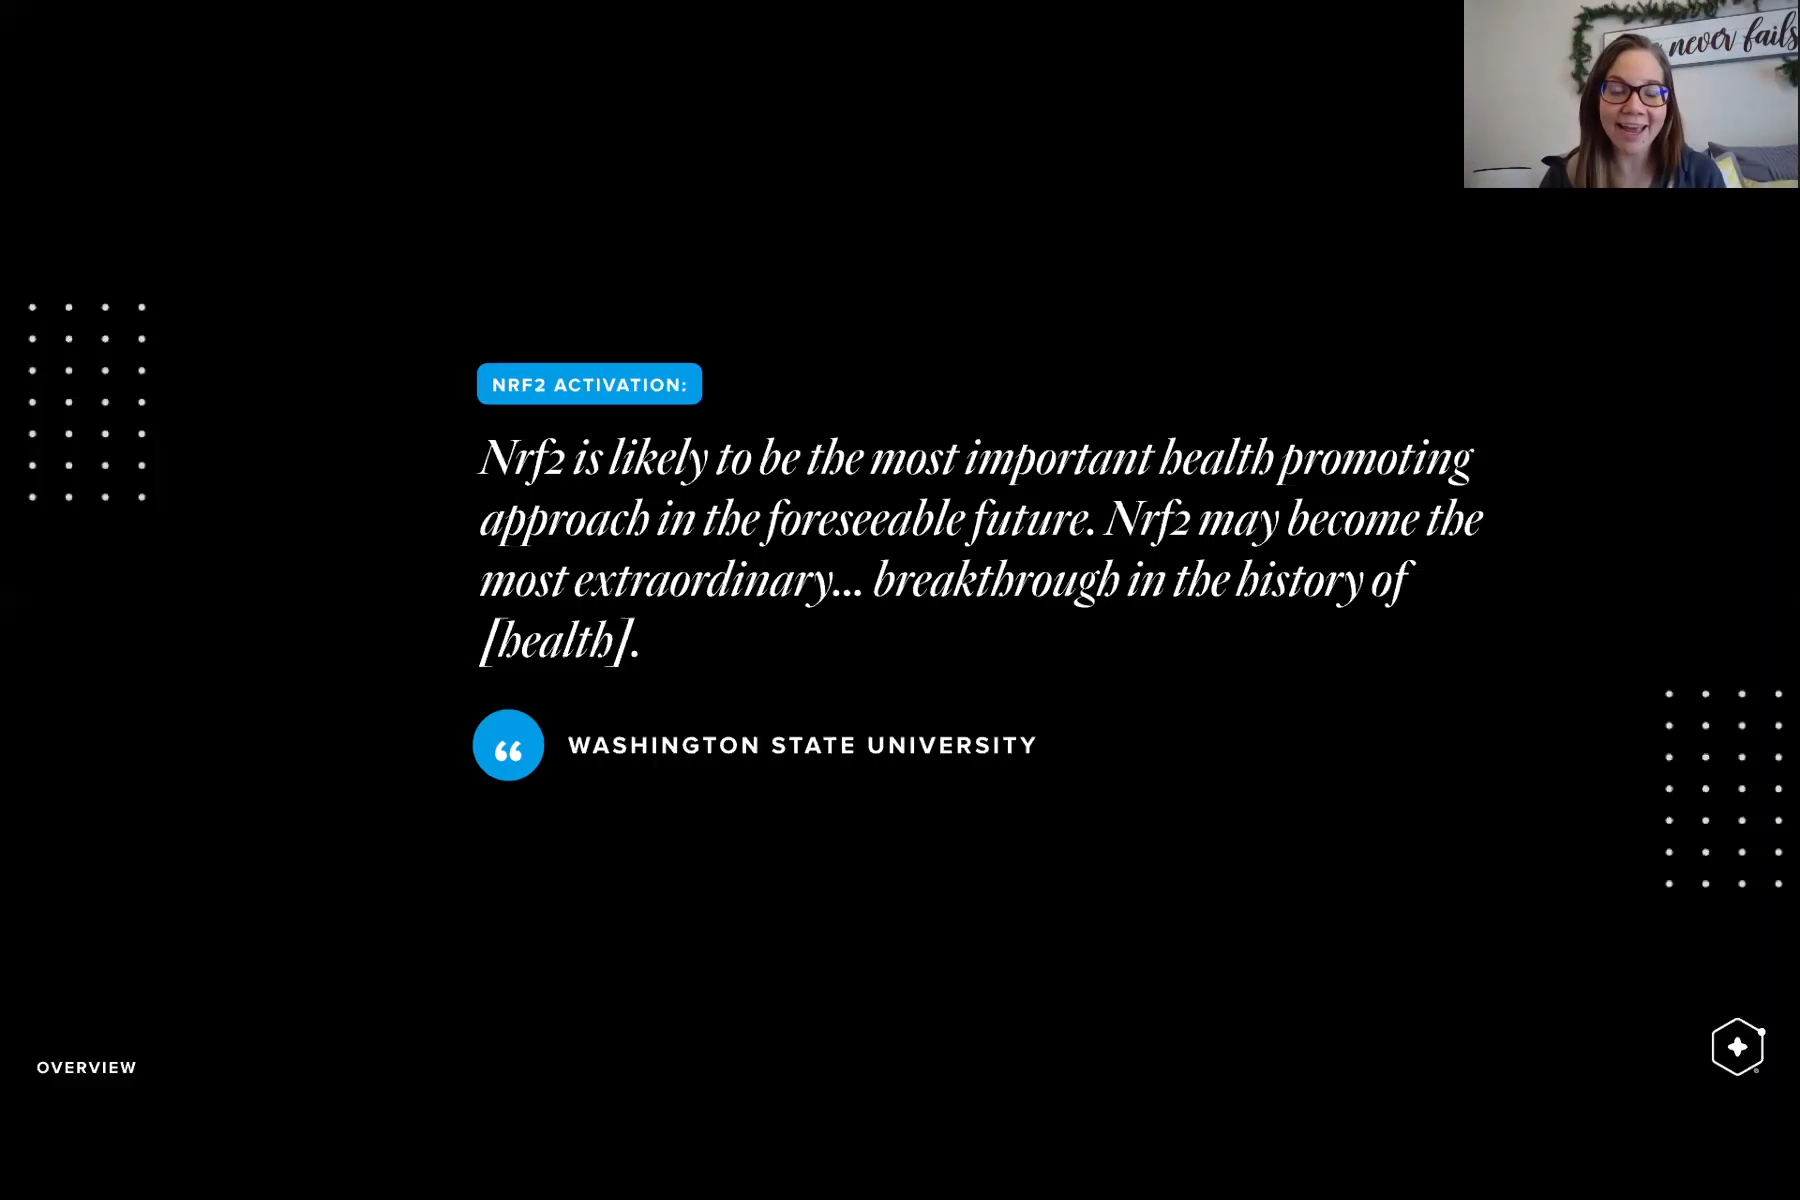 never fails
NRF2 ACTIVATION:
Nrf2 is likely to be the most important health promoting
approach in the foreseeable future. Nrf2 may become the
most extraordinary... breakthrough in the history of
[health].
“
WASHINGTON STATE UNIVERSITY
OVERVIEW